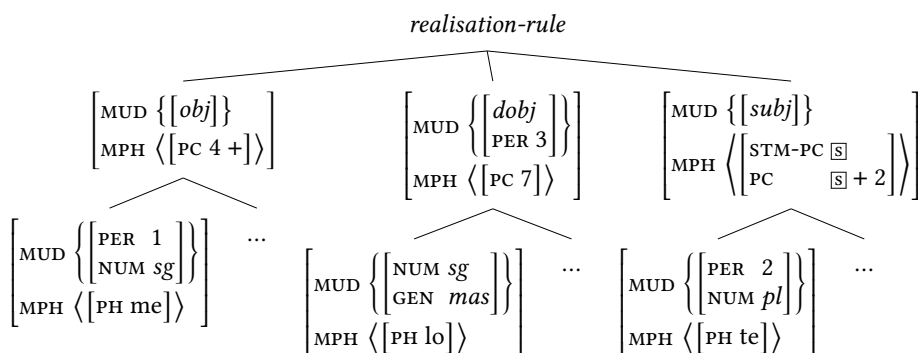 realisation-rule
[MUD {[obj]}
MPH ⟨[PC 4 +]⟩]
[MUD {[dobj
PER 3]}
MPH ⟨[PC 7]⟩]
[MUD {[subj]}
MPH ⟨[STM-PC [s]
PC [s] + 2]⟩]
[MUD {[PER 1
NUM sg]}
MPH ⟨[PH me]⟩]
...
[MUD {[NUM sg
GEN mas]}
MPH ⟨[PH lo]⟩]
...
[MUD {[PER 2
NUM pl]}
MPH ⟨[PH te]⟩]
...